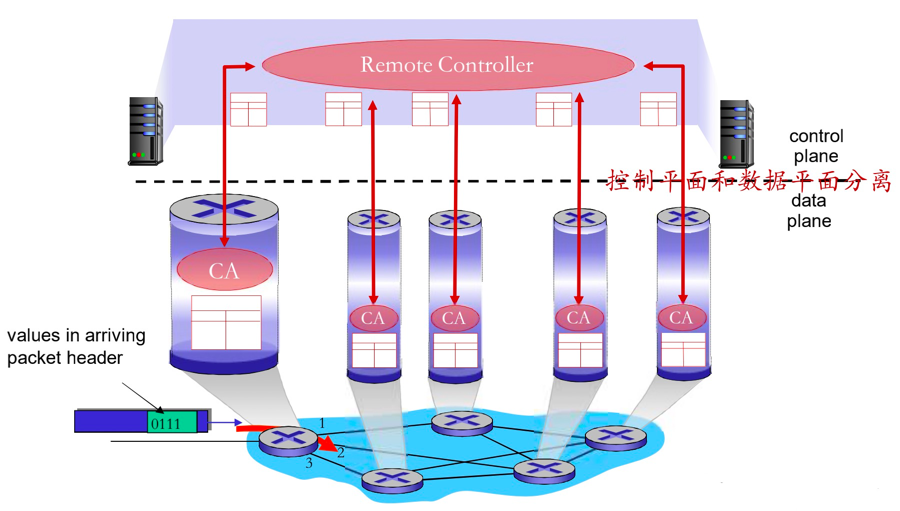 Remote Controller
control
plane
控制平面和数据平面分离
data
plane
CA
CA
CA
CA
CA
values in arriving
packet header
0111
1
2
3